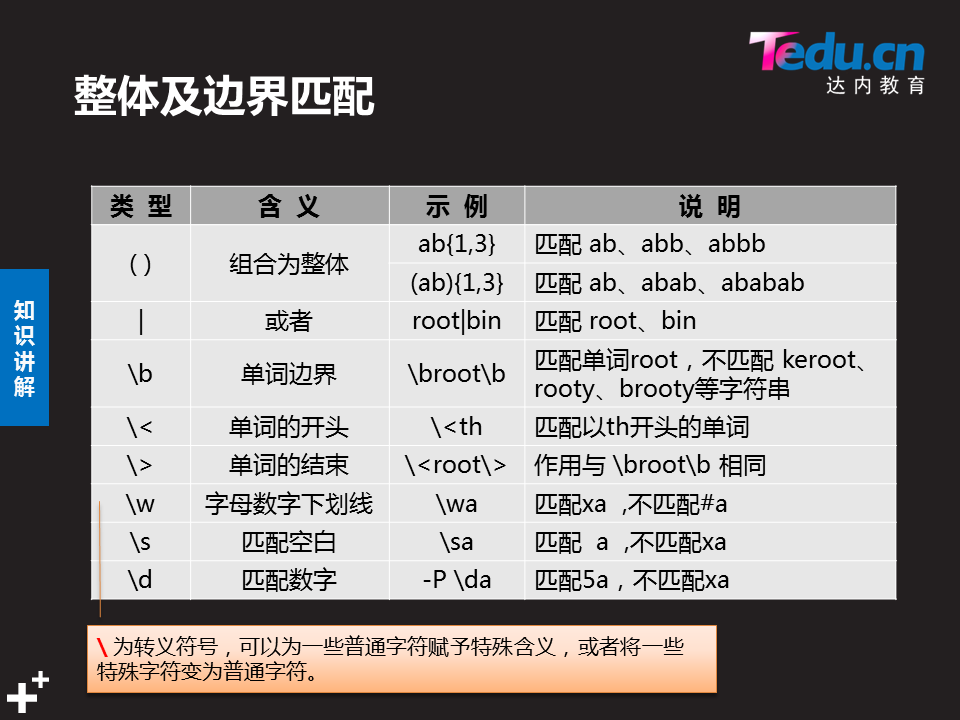 Tedu.cn
达内教育
整体及边界匹配
类 型 含 义 示 例 说 明
( ) 组合为整体 ab{1,3} 匹配 ab、abb、abbb
(ab){1,3} 匹配 ab、abab、ababab
| 或者 root|bin 匹配 root、bin
\b 单词边界 \broot\b 匹配单词root，不匹配 keroot、
rooty、brooty等字符串
\< 单词的开头 \<th 匹配以th开头的单词
\> 单词的结束 \<root\> 作用与 \broot\b 相同
\w 字母数字下划线 \wa 匹配xa ,不匹配#a
\s 匹配空白 \sa 匹配 a ,不匹配xa
\d 匹配数字 -P \da 匹配5a，不匹配xa
知
识
讲
解
\ 为转义符号，可以为一些普通字符赋予特殊含义，或者将一些
特殊字符变为普通字符。